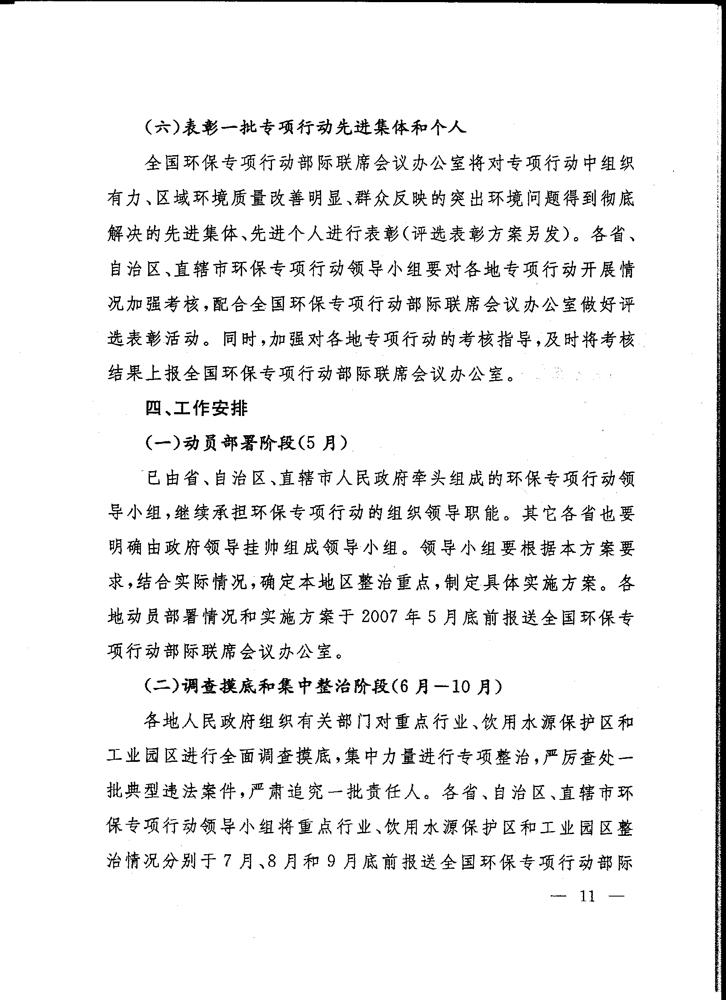 (六)表彰一批专项行动先进集体和个人
全国环保专项行动部际联席会议办公室将对专项行动中组织
有力、区域环境质量改善明显、群众反映的突出环境问题得到彻底
解决的先进集体、先进个人进行表彰(评选表彰方案另发)。各省、
自治区、直辖市环保专项行动领导小组要对各地专项行动开展情
况加强考核,配合全国环保专项行动部际联席会议办公室做好评
选表彰活动。同时,加强对各地专项行动的考核指导,及时将考核
结果上报全国环保专项行动部际联席会议办公室。
四、工作安排
(一)动员部署阶段(5 月)
已由省、自治区、直辖市人民政府牵头组成的环保专项行动领
导小组,继续承担环保专项行动的组织领导职能。其它各省也要
明确由政府领导挂帅组成领导小组。领导小组要根据本方案要
求,结合实际情况,确定本地区整治重点,制定具体实施方案。各
地动员部署情况和实施方案于 2007 年 5 月底前报送全国环保专
项行动部际联席会议办公室。
(二)调查摸底和集中整治阶段(6 月—10 月)
各地人民政府组织有关部门对重点行业、饮用水源保护区和
工业园区进行全面调查摸底,集中力量进行专项整治,严厉查处一
批典型违法案件,严肃追究一批责任人。各省、自治区、直辖市环
保专项行动领导小组将重点行业、饮用水源保护区和工业园区整
治情况分别于 7 月、8 月和 9 月底前报送全国环保专项行动部际
— 11 —